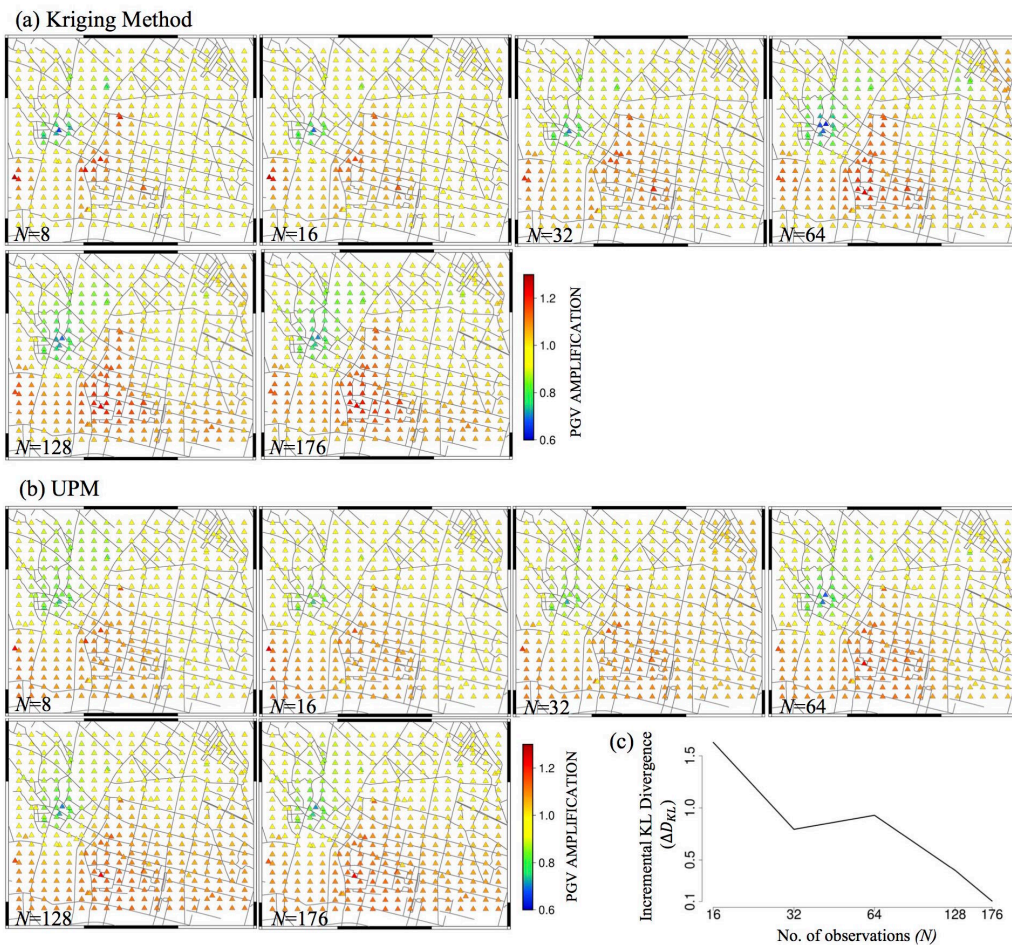 (a) Kriging Method
N=8
N=16
N=32
N=64
N=128
N=176
1.2
1.0
0.8
0.6
PGV AMPLIFICATION
(b) UPM
N=8
N=16
N=32
N=64
N=128
N=176
1.2
1.0
0.8
0.6
PGV AMPLIFICATION
(c)
Incremental KL Divergence
(ΔD_KL)
1.5
1.0
0.5
0.1
16 32 64 128 176
No. of observations (N)